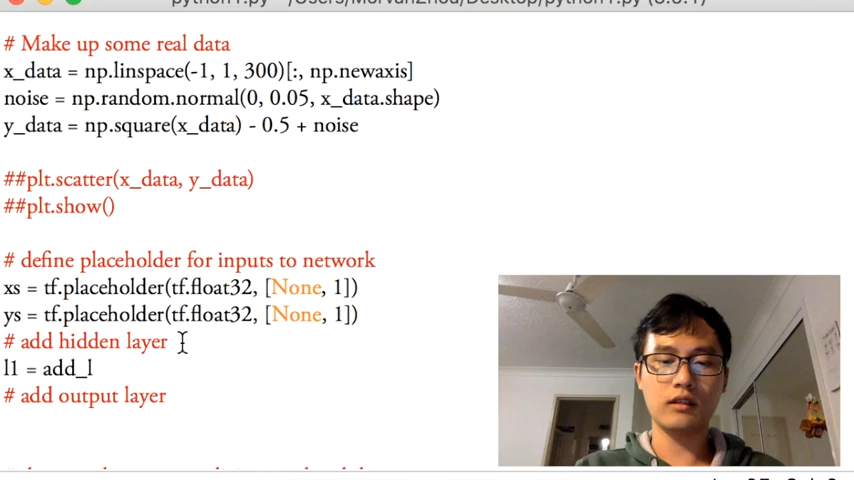 # Make up some real data
x_data = np.linspace(-1, 1, 300)[:, np.newaxis]
noise = np.random.normal(0, 0.05, x_data.shape)
y_data = np.square(x_data) - 0.5 + noise
##plt.scatter(x_data, y_data)
##plt.show()
# define placeholder for inputs to network
xs = tf.placeholder(tf.float32, [None, 1])
ys = tf.placeholder(tf.float32, [None, 1])
# add hidden layer
l1 = add_l
# add output layer